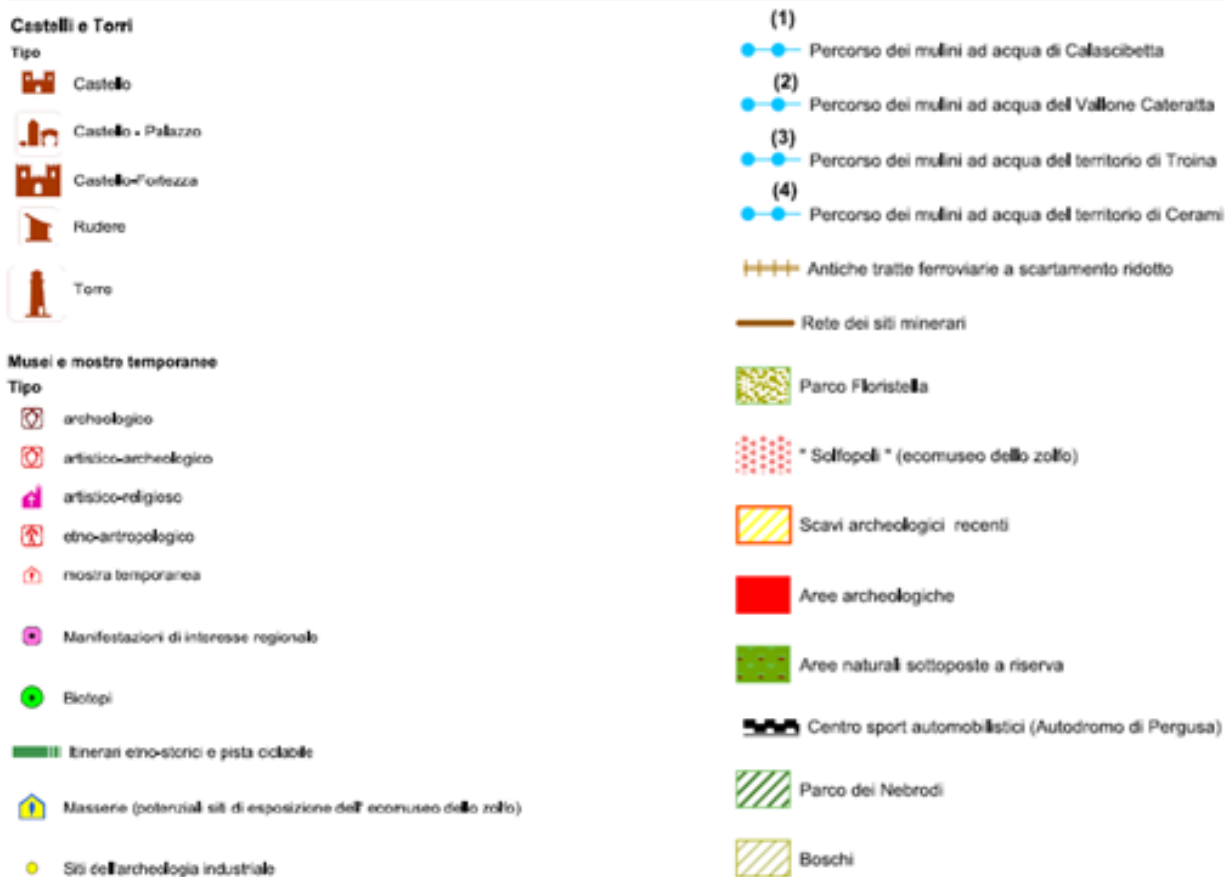 Castelli e Torri
Tipo
Castello
Castello - Palazzo
Castello-Fortezza
Rudere
Torre
Musei e mostre temporanee
Tipo
archeologico
artistico-archeologico
artistico-religioso
etno-antropologico
mostra temporanea
Manifestazioni di interesse regionale
Biotopi
Itinerari etno-storici e pista ciclabile
Masserie (potenziali siti di esposizione dell' ecomuseo dello zolfo)
Siti dell'archeologia industriale
(1)
Percorso dei mulini ad acqua di Calascibetta
(2)
Percorso dei mulini ad acqua del Vallone Cateratta
(3)
Percorso dei mulini ad acqua del territorio di Troina
(4)
Percorso dei mulini ad acqua del territorio di Cerami
Antiche tratte ferroviarie a scartamento ridotto
Rete dei siti minerari
Parco Floristella
" Solfopoli " (ecomuseo dello zolfo)
Scavi archeologici recenti
Aree archeologiche
Aree naturali sottoposte a riserva
Centro sport automobilistici (Autodromo di Pergusa)
Parco dei Nebrodi
Boschi